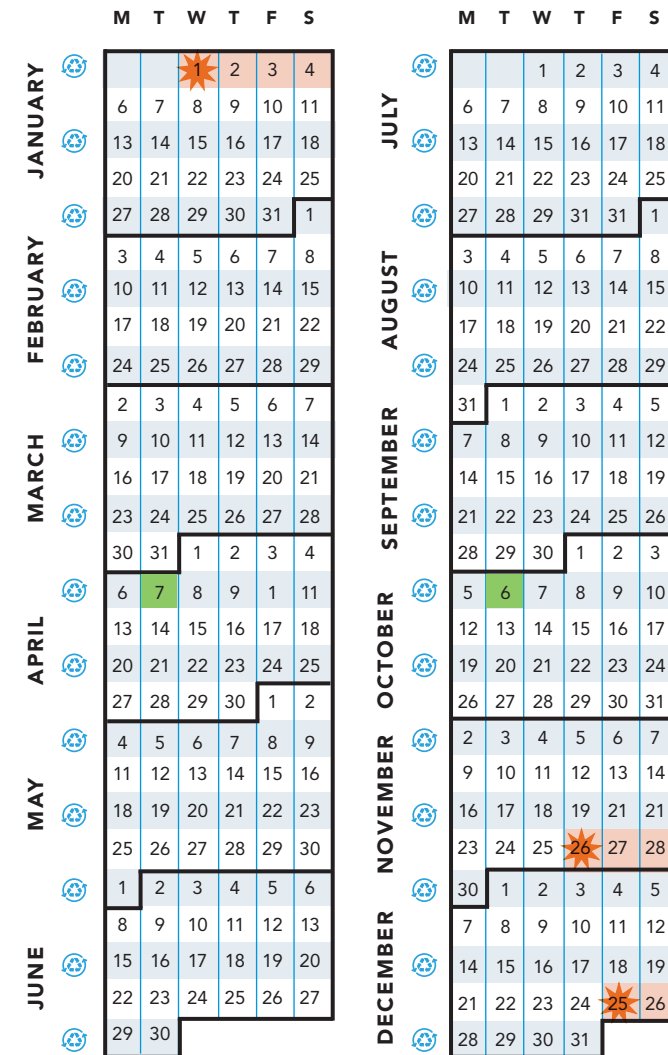 M T W T F S
JANUARY
1 2 3 4
6 7 8 9 10 11
13 14 15 16 17 18
20 21 22 23 24 25
27 28 29 30 31 1
FEBRUARY
3 4 5 6 7 8
10 11 12 13 14 15
17 18 19 20 21 22
24 25 26 27 28 29
MARCH
2 3 4 5 6 7
9 10 11 12 13 14
16 17 18 19 20 21
23 24 25 26 27 28
30 31 1 2 3 4
APRIL
6 7 8 9 1 11
13 14 15 16 17 18
20 21 22 23 24 25
27 28 29 30 1 2
MAY
4 5 6 7 8 9
11 12 13 14 15 16
18 19 20 21 22 23
25 26 27 28 29 30
1 2 3 4 5 6
JUNE
8 9 10 11 12 13
15 16 17 18 19 20
22 23 24 25 26 27
29 30
M T W T F S
JULY
1 2 3 4
6 7 8 9 10 11
13 14 15 16 17 18
20 21 22 23 24 25
27 28 29 31 31 1
AUGUST
3 4 5 6 7 8
10 11 12 13 14 15
17 18 19 20 21 22
24 25 26 27 28 29
31 1 2 3 4 5
SEPTEMBER
7 8 9 10 11 12
14 15 16 17 18 19
21 22 23 24 25 26
28 29 30 1 2 3
OCTOBER
5 6 7 8 9 10
12 13 14 15 16 17
19 20 21 22 23 24
26 27 28 29 30 31
NOVEMBER
2 3 4 5 6 7
9 10 11 12 13 14
16 17 18 19 21 21
23 24 25 26 27 28
30 1 2 3 4 5
DECEMBER
7 8 9 10 11 12
14 15 16 17 18 19
21 22 23 24 25 26
28 29 30 31